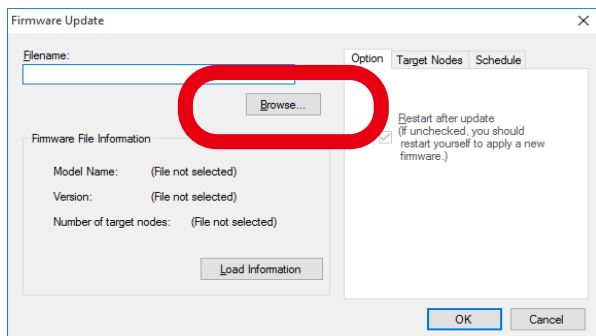 Firmware Update
Filename:
Browse...
Firmware File Information
Model Name: (File not selected)
Version: (File not selected)
Number of target nodes: (File not selected)
Load Information
Option Target Nodes Schedule
Restart after update
(If unchecked, you should
restart yourself to apply a new
firmware.)
OK Cancel